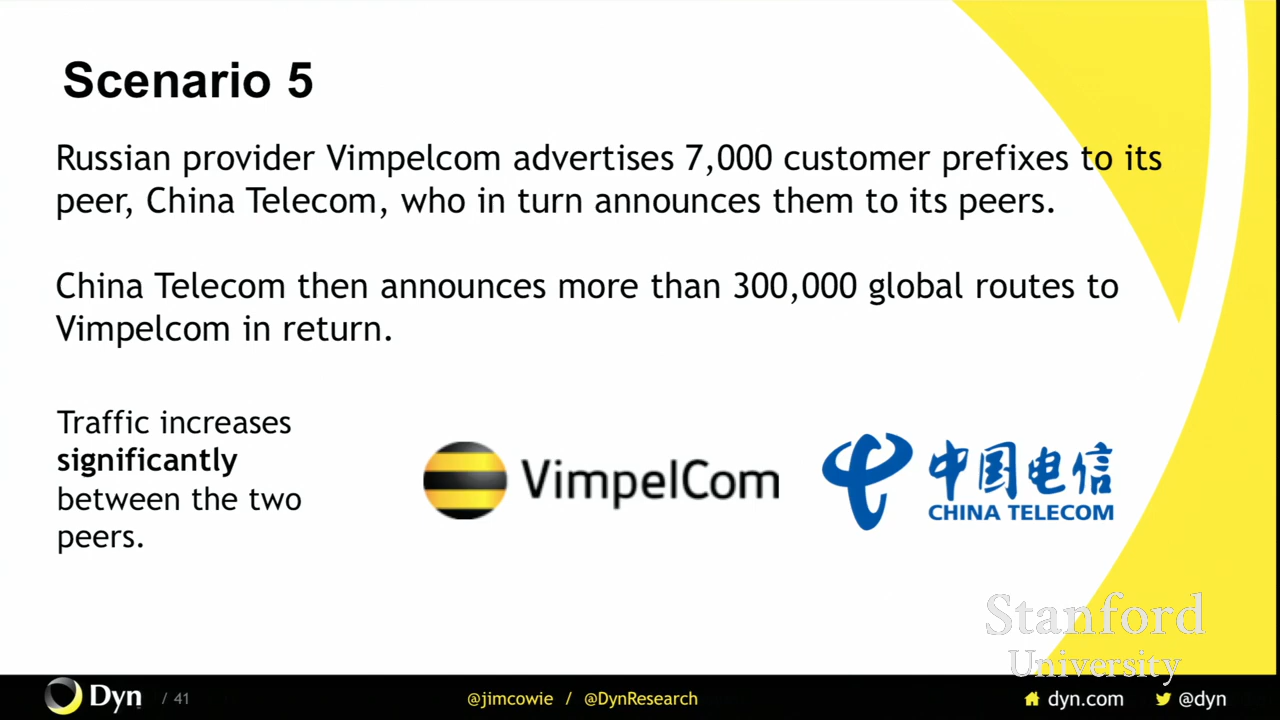 Scenario 5
Russian provider Vimpelcom advertises 7,000 customer prefixes to its
peer, China Telecom, who in turn announces them to its peers.
China Telecom then announces more than 300,000 global routes to
Vimpelcom in return.
Traffic increases
significantly
between the two
peers.
VimpelCom
中国电信
CHINA TELECOM
Stanford
University
Dyn / 41
@jimcowie / @DynResearch
dyn.com @dyn